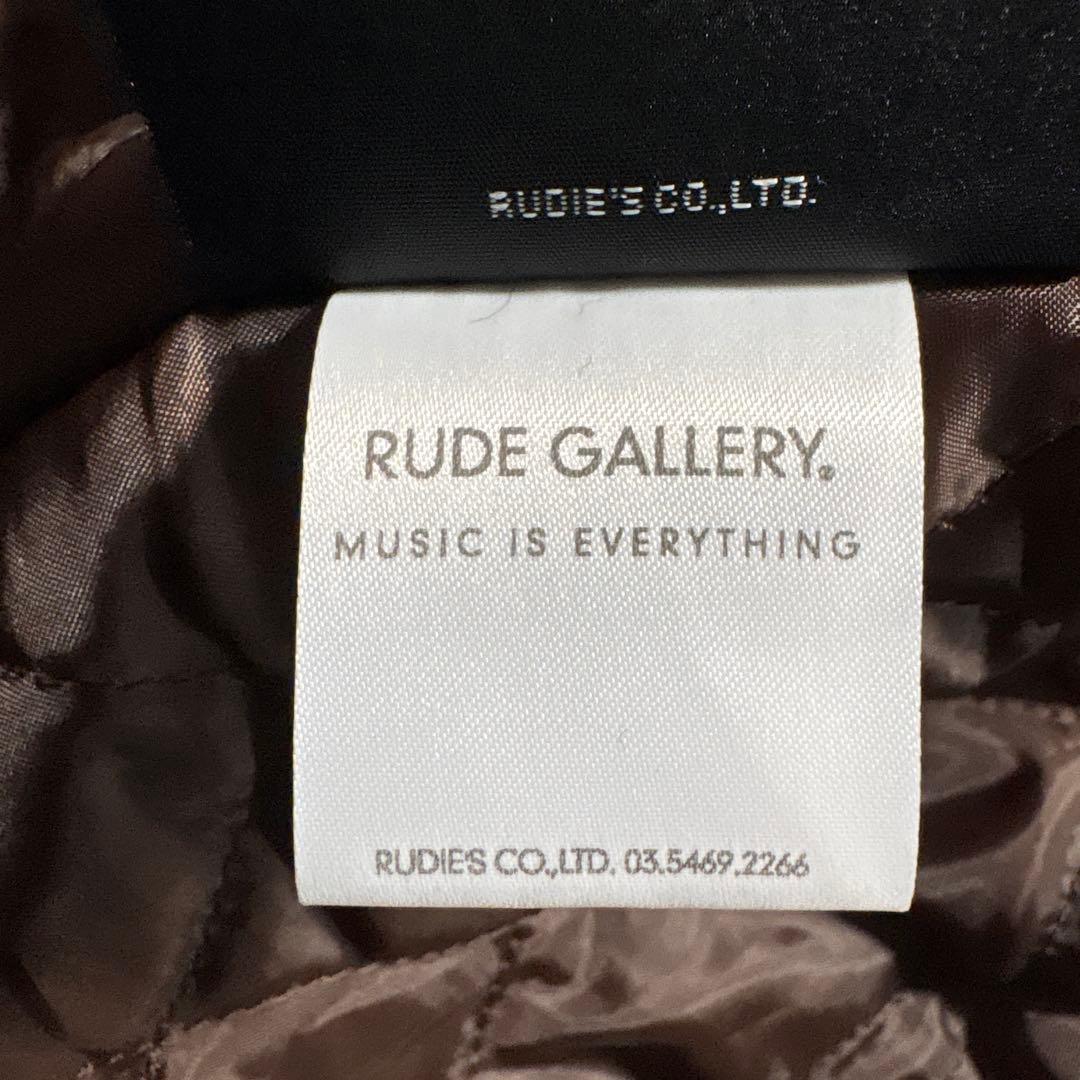 RUDIE'S CO.,LTD.
RUDE GALLERY.
MUSIC IS EVERYTHING
RUDIE'S CO.,LTD. 03.5469.2266